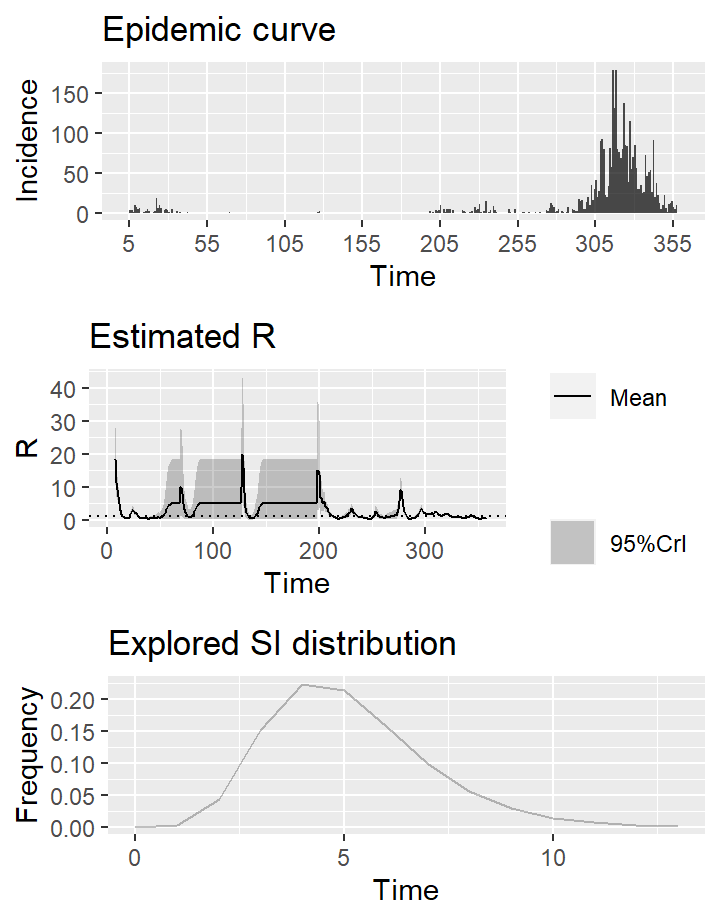 Epidemic curve
Incidence
150
100
50
0
5 55 105 155 205 255 305 355
Time
Estimated R
R
40
30
20
10
0
0 100 200 300
Time
Mean
95%CrI
Explored SI distribution
Frequency
0.20
0.15
0.10
0.05
0.00
0 5 10
Time